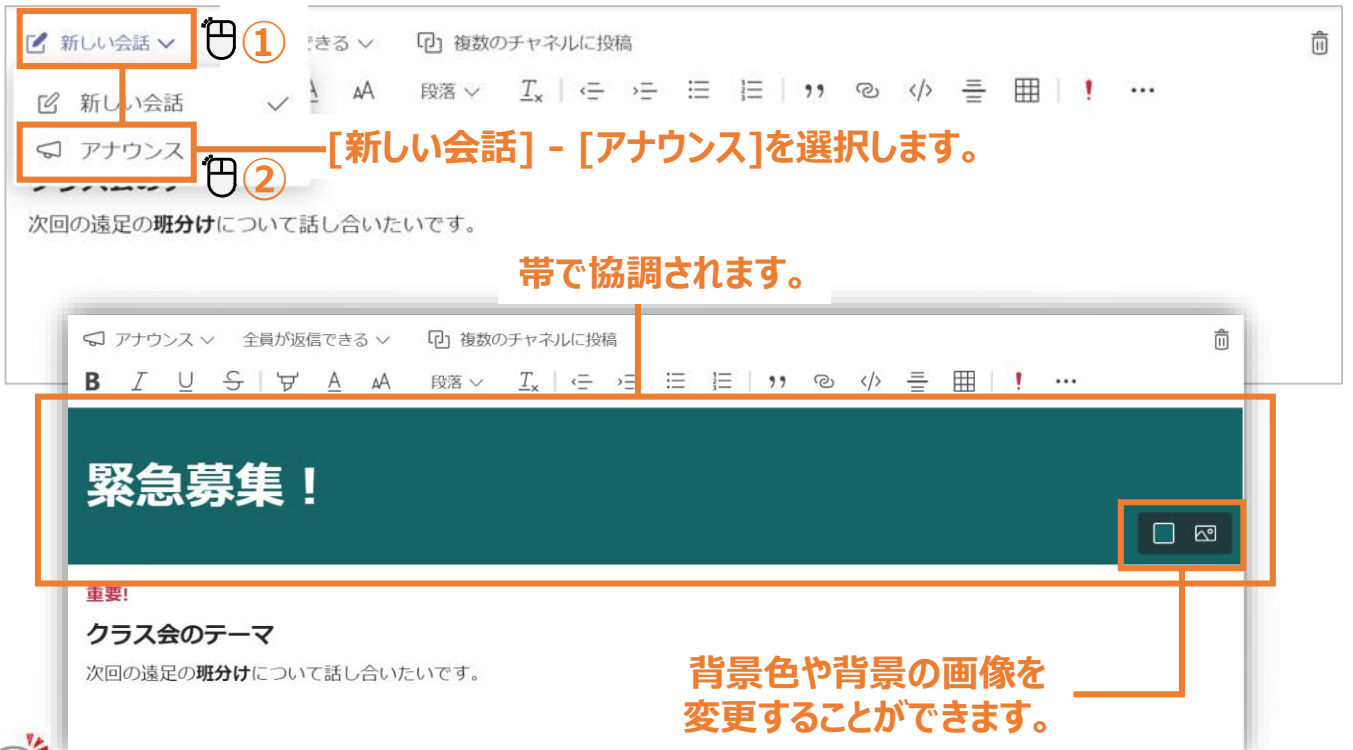 新しい会話
①
できる
複数のチャネルに投稿
新しい会話
段落
アナウンス
②
[新しい会話] - [アナウンス]を選択します。
次回の遠足の班分けについて話し合いたいです。
帯で協調されます。
アナウンス 全員が返信できる 複数のチャネルに投稿
B I U S A AA 段落 Tx
緊急募集！
重要!
クラス会のテーマ
次回の遠足の班分けについて話し合いたいです。
背景色や背景の画像を
変更することができます。